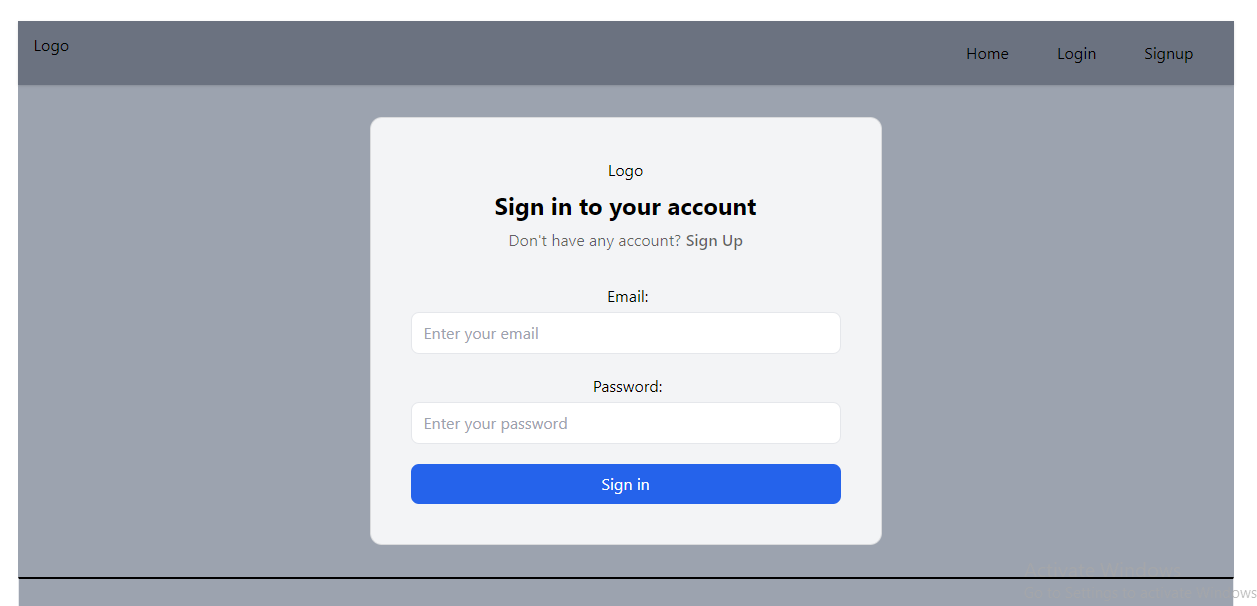 Logo
Home Login Signup
Logo
Sign in to your account
Don't have any account? Sign Up
Email:
Enter your email
Password:
Enter your password
Sign in
Activate Windows
Go to Settings to activate Windows